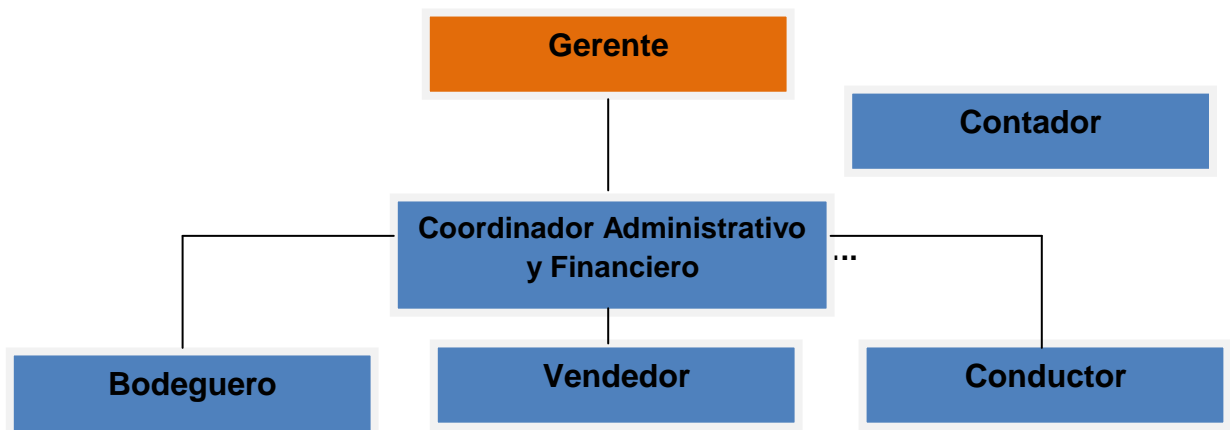 Gerente
Contador
Coordinador Administrativo
y Financiero
...
Bodeguero
Vendedor
Conductor